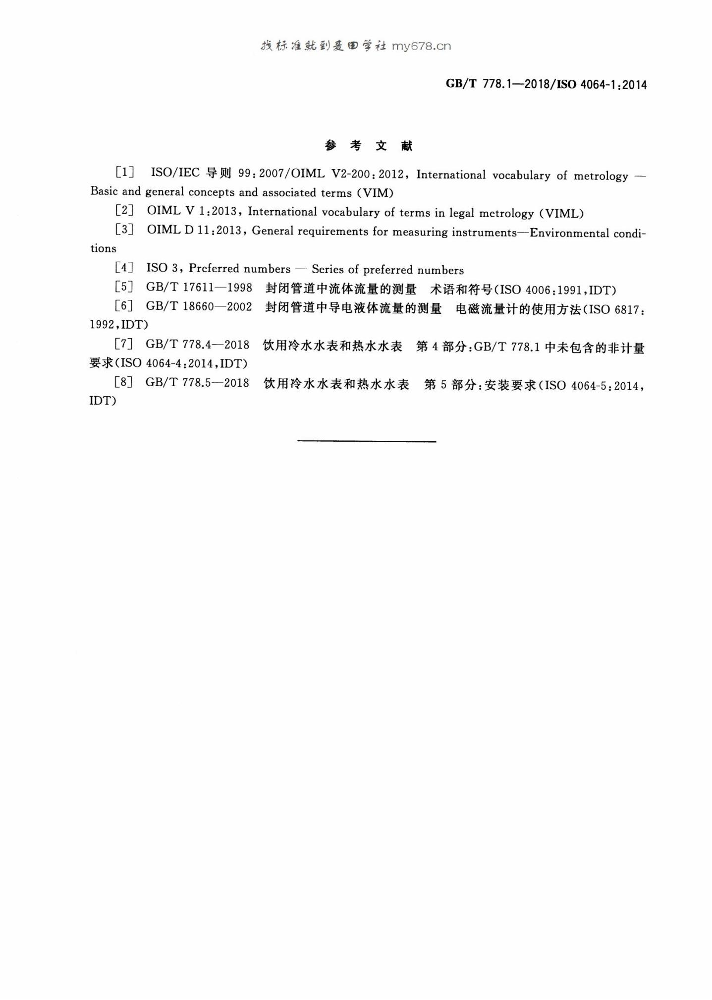 找标准就到麦田学社 my678.cn
GB/T 778.1—2018/ISO 4064-1:2014
参 考 文 献
[1] ISO/IEC 导则 99:2007/OIML V2-200:2012, International vocabulary of metrology —
Basic and general concepts and associated terms (VIM)
[2] OIML V 1:2013, International vocabulary of terms in legal metrology (VIML)
[3] OIML D 11:2013, General requirements for measuring instruments—Environmental condi-
tions
[4] ISO 3, Preferred numbers — Series of preferred numbers
[5] GB/T 17611—1998 封闭管道中流体流量的测量 术语和符号(ISO 4006:1991,IDT)
[6] GB/T 18660—2002 封闭管道中导电液体流量的测量 电磁流量计的使用方法(ISO 6817:
1992,IDT)
[7] GB/T 778.4—2018 饮用冷水水表和热水水表 第 4 部分:GB/T 778.1 中未包含的非计量
要求(ISO 4064-4:2014,IDT)
[8] GB/T 778.5—2018 饮用冷水水表和热水水表 第 5 部分:安装要求(ISO 4064-5:2014,
IDT)